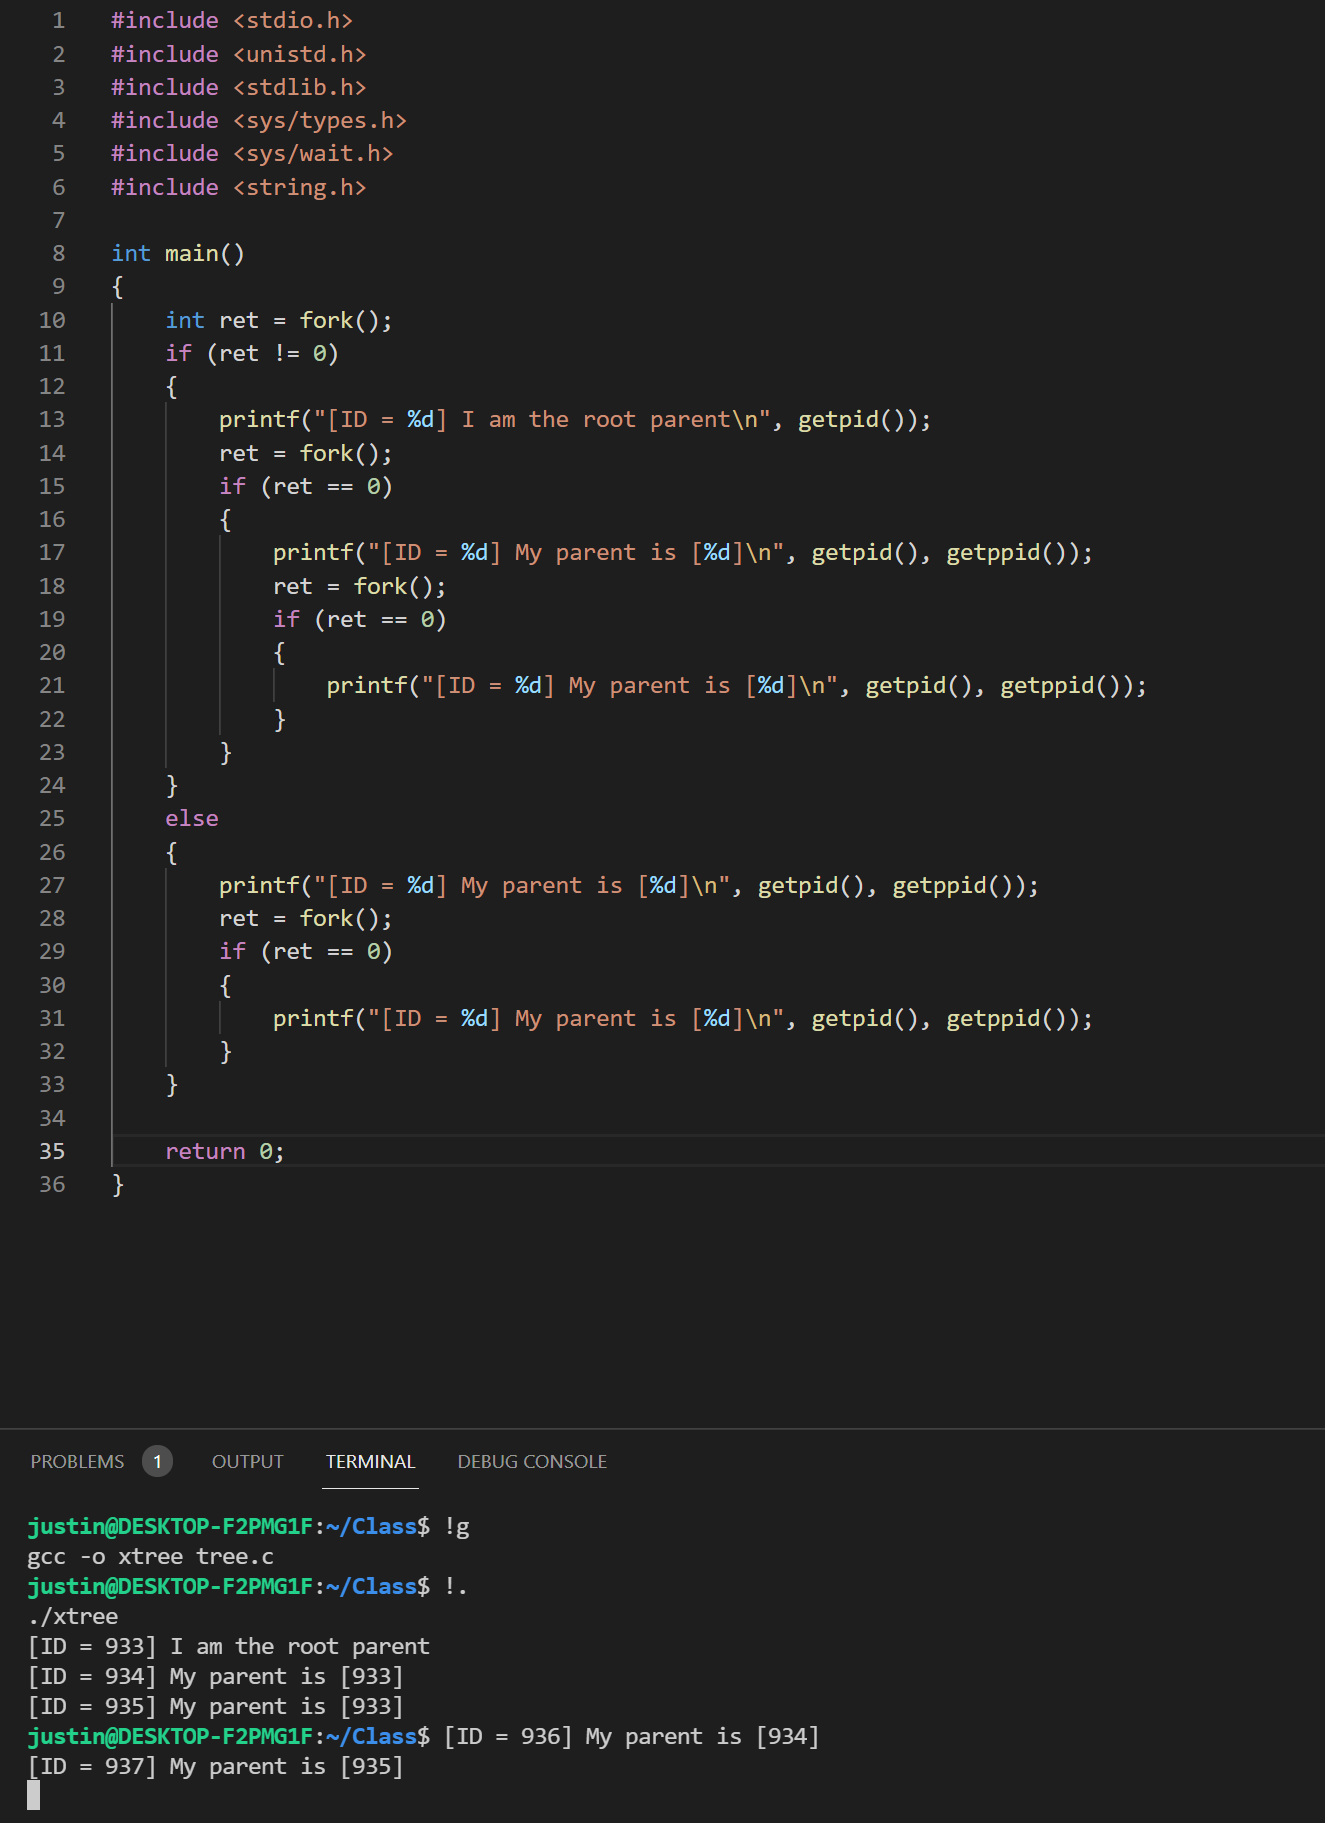 1 #include <stdio.h>
2 #include <unistd.h>
3 #include <stdlib.h>
4 #include <sys/types.h>
5 #include <sys/wait.h>
6 #include <string.h>
7
8 int main()
9 {
10     int ret = fork();
11     if (ret != 0)
12     {
13         printf("[ID = %d] I am the root parent\n", getpid());
14         ret = fork();
15         if (ret == 0)
16         {
17             printf("[ID = %d] My parent is [%d]\n", getpid(), getppid());
18             ret = fork();
19             if (ret == 0)
20             {
21                 printf("[ID = %d] My parent is [%d]\n", getpid(), getppid());
22             }
23         }
24     }
25     else
26     {
27         printf("[ID = %d] My parent is [%d]\n", getpid(), getppid());
28         ret = fork();
29         if (ret == 0)
30         {
31             printf("[ID = %d] My parent is [%d]\n", getpid(), getppid());
32         }
33     }
34
35     return 0;
36 }
PROBLEMS 1 OUTPUT TERMINAL DEBUG CONSOLE
justin@DESKTOP-F2PMG1F:~/Class$ !g
gcc -o xtree tree.c
justin@DESKTOP-F2PMG1F:~/Class$ !.
./xtree
[ID = 933] I am the root parent
[ID = 934] My parent is [933]
[ID = 935] My parent is [933]
justin@DESKTOP-F2PMG1F:~/Class$ [ID = 936] My parent is [934]
[ID = 937] My parent is [935]